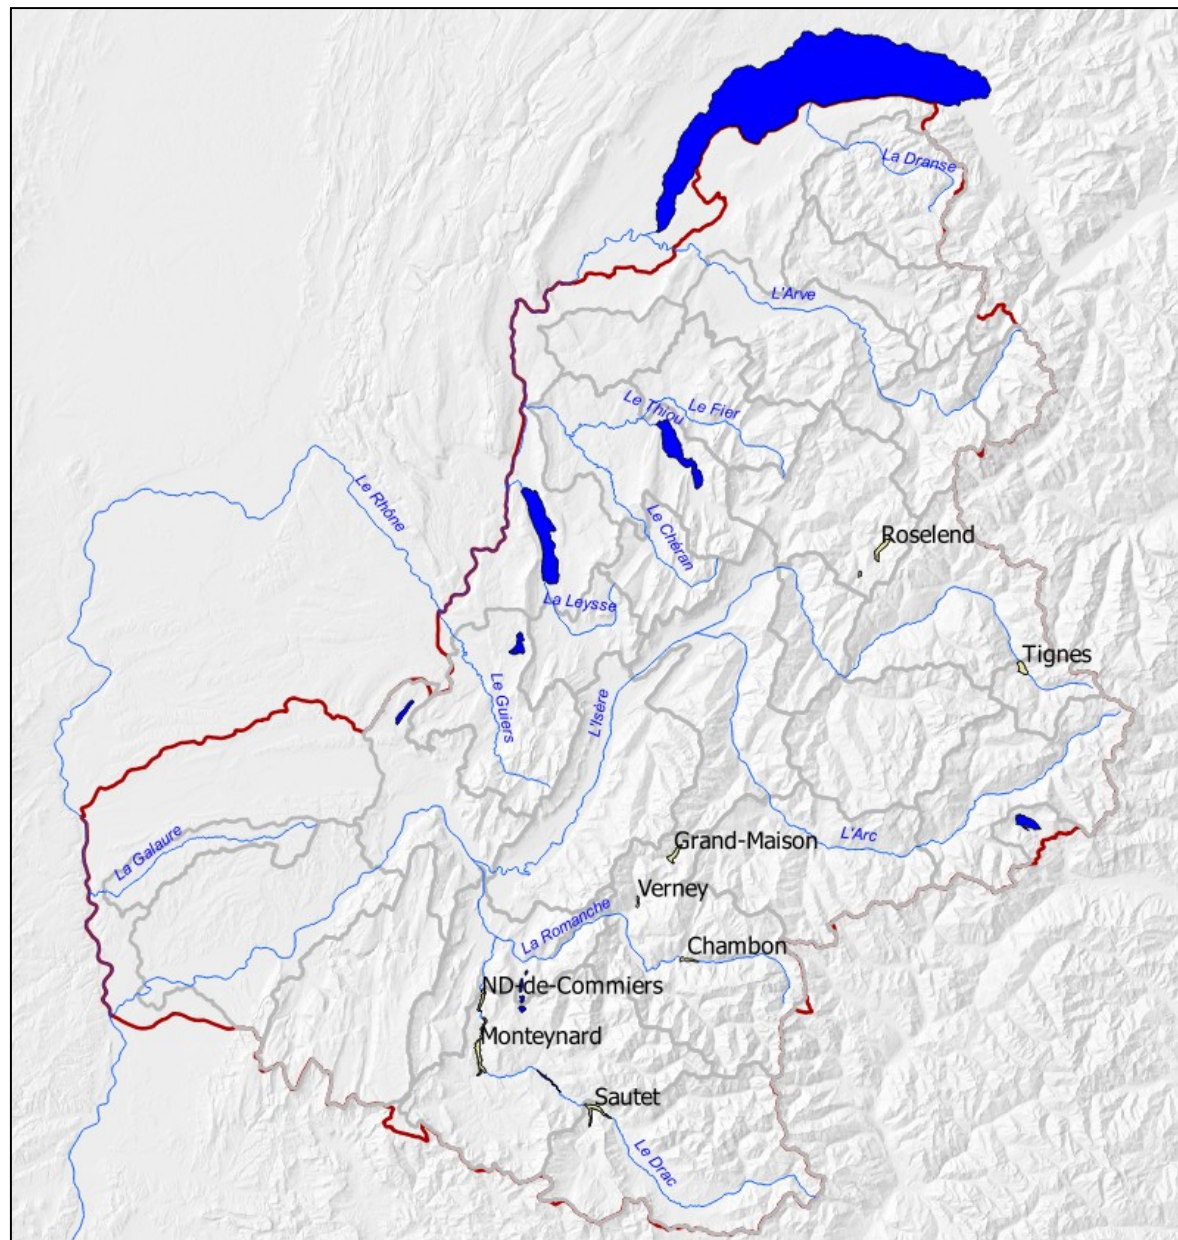 La Dranse
L'Arve
Le Thiou
Le Fier
Le Rhône
Le Chéran
Roselend
La Leysse
Tignes
Le Guiers
L'Isère
L'Arc
Grand-Maison
La Galaure
Verney
La Romanche
Chambon
ND-de-Commiers
Monteynard
Sautet
Le Drac